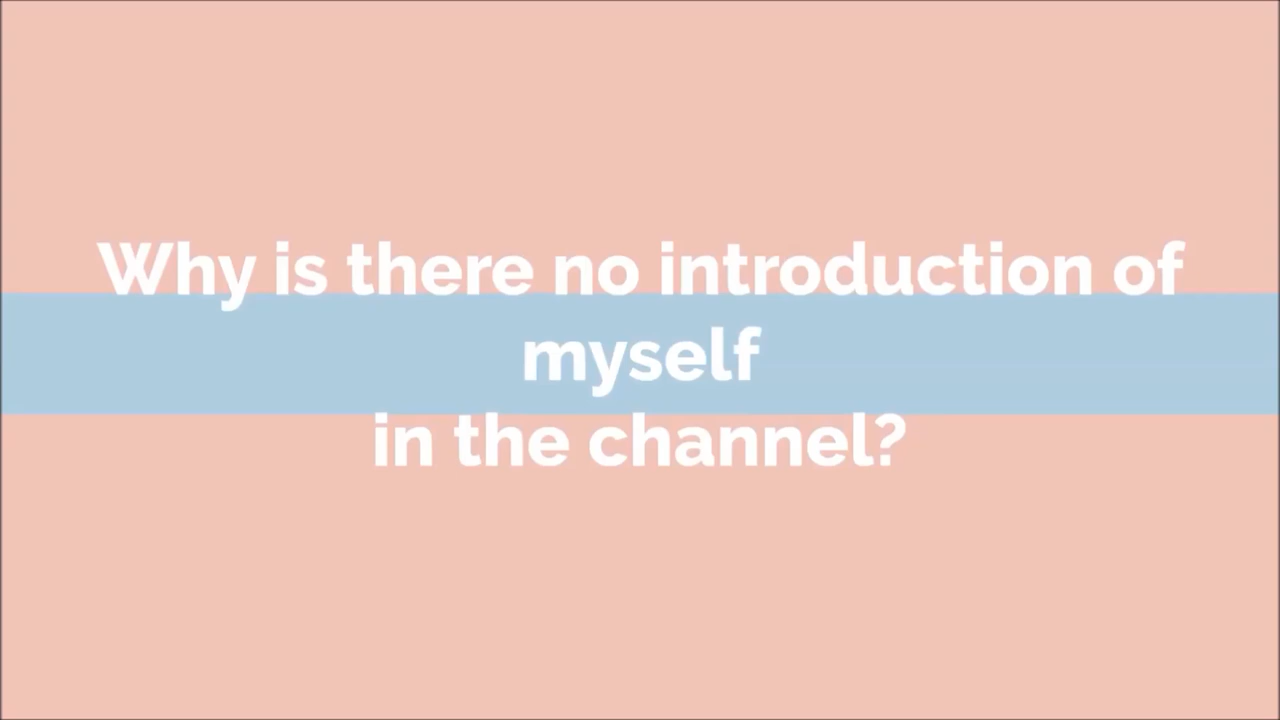 Why is there no introduction of
myself
in the channel?